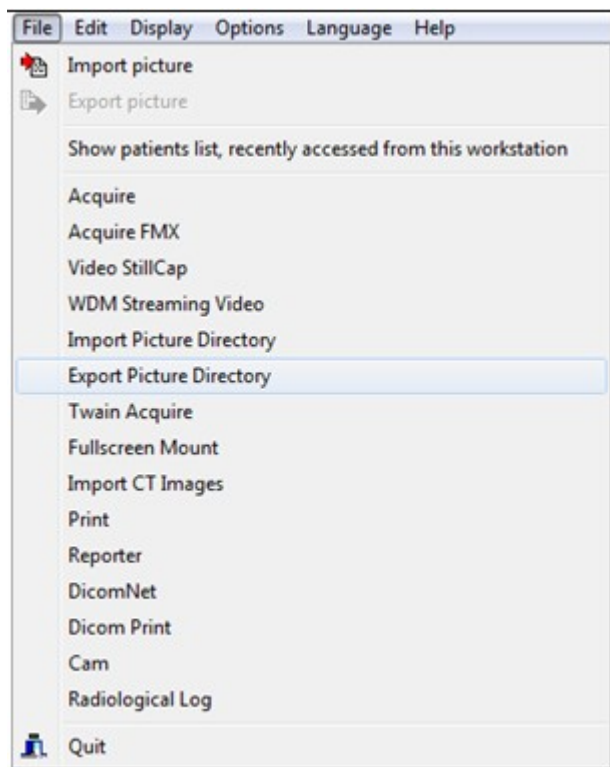 File Edit Display Options Language Help
Import picture
Export picture
Show patients list, recently accessed from this workstation
Acquire
Acquire FMX
Video StillCap
WDM Streaming Video
Import Picture Directory
Export Picture Directory
Twain Acquire
Fullscreen Mount
Import CT Images
Print
Reporter
DicomNet
Dicom Print
Cam
Radiological Log
Quit